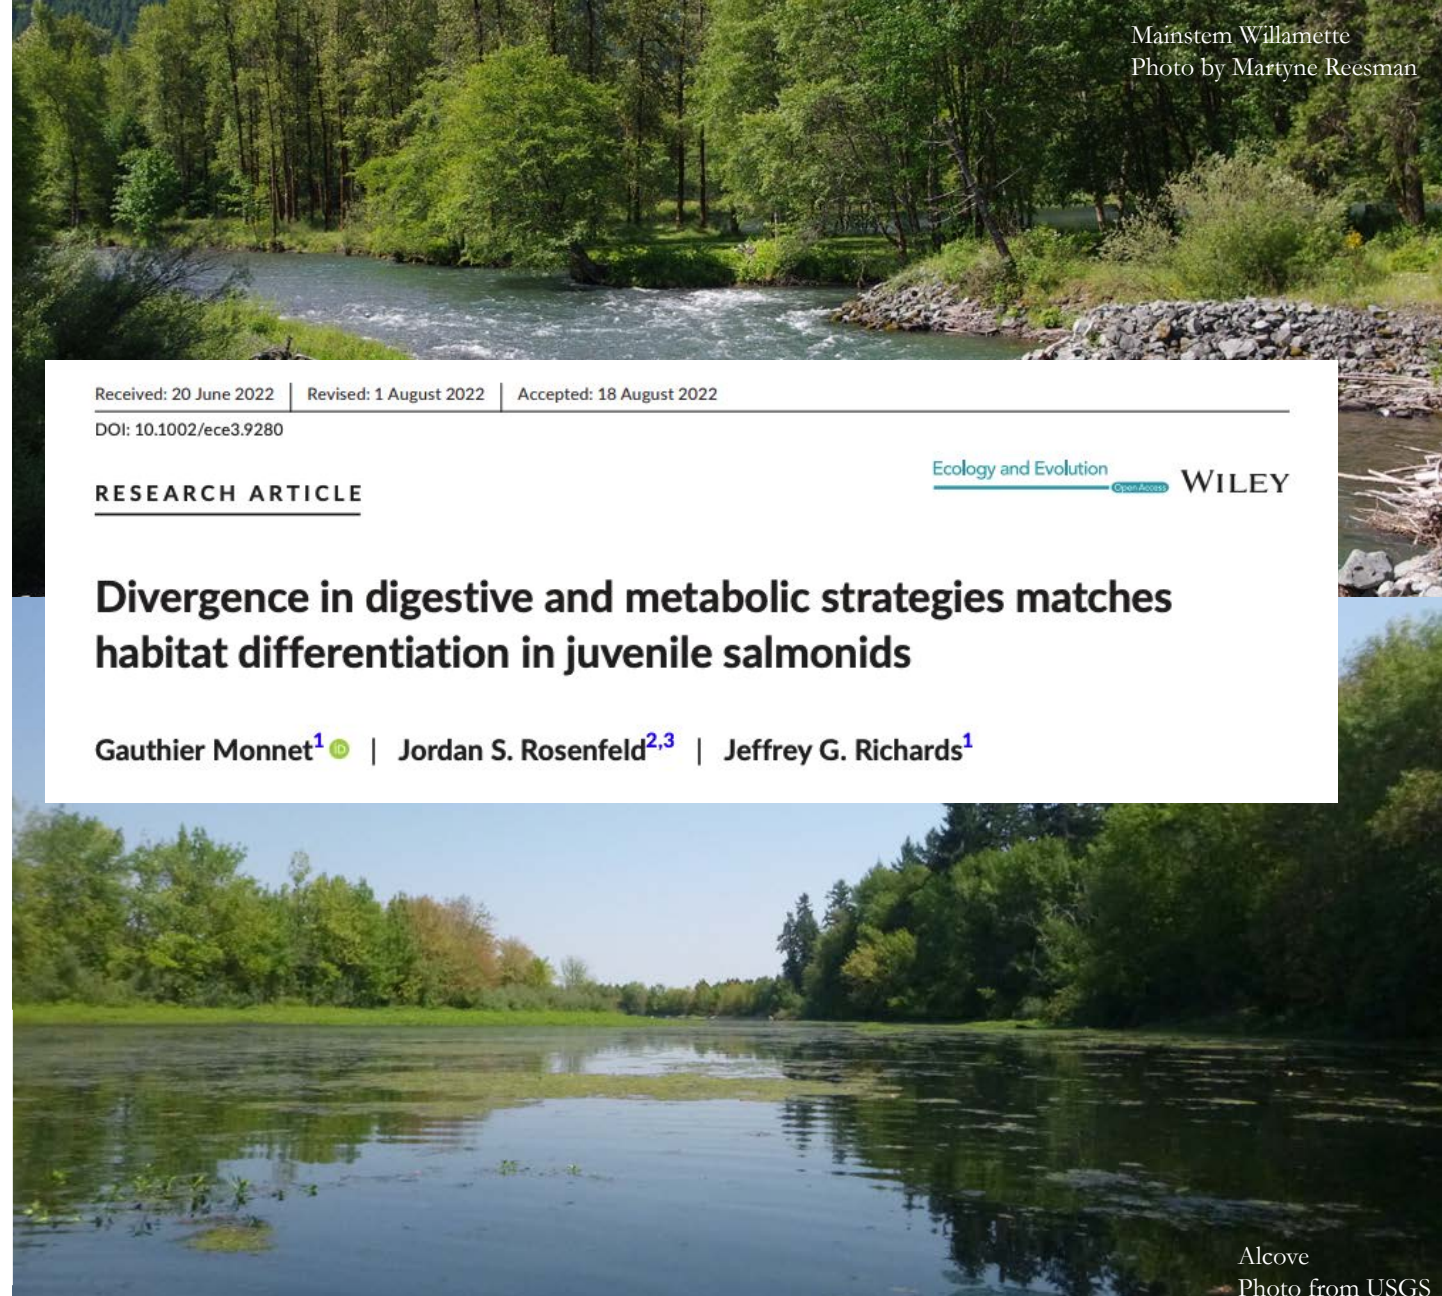 Mainstem Willamette
Photo by Martyne Reesman
Received: 20 June 2022 | Revised: 1 August 2022 | Accepted: 18 August 2022
DOI: 10.1002/ece3.9280
Ecology and Evolution
Open Access
WILEY
RESEARCH ARTICLE
Divergence in digestive and metabolic strategies matches
habitat differentiation in juvenile salmonids
Gauthier Monnet1 iD | Jordan S. Rosenfeld2,3 | Jeffrey G. Richards1
Alcove
Photo from USGS